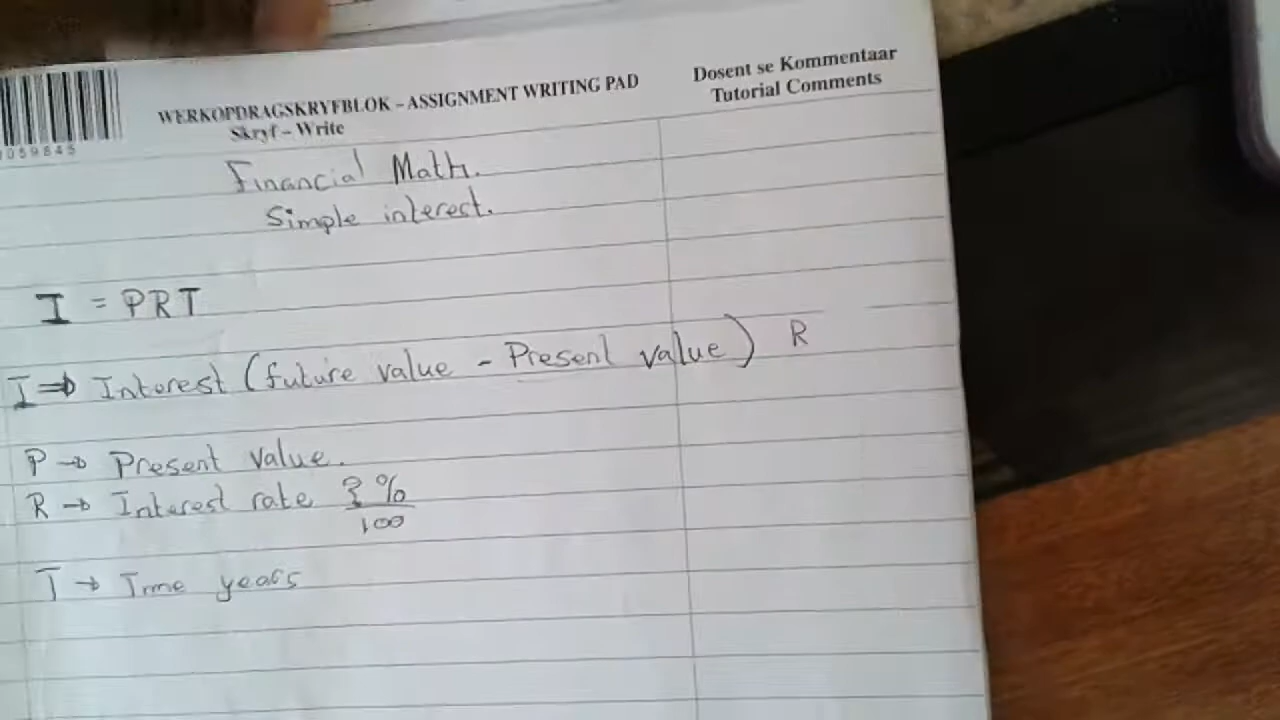 WERKOPDRAGSKRYFBLOK – ASSIGNMENT WRITING PAD
Skryf – Write
Dosent se Kommentaar
Tutorial Comments
059845
Financial Math.
Simple interest.
I = PRT
I ⇒ Interest (future value - Present value) R
P → Present value.
R → Interest rate ? %
100
T → Time years